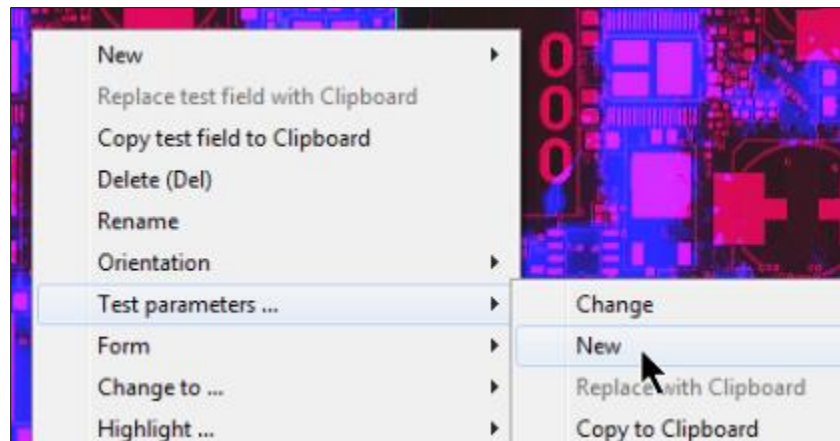 New
Replace test field with Clipboard
Copy test field to Clipboard
Delete (Del)
Rename
Orientation
Test parameters ...
Form
Change to ...
Highlight ...
Change
New
Replace with Clipboard
Copy to Clipboard